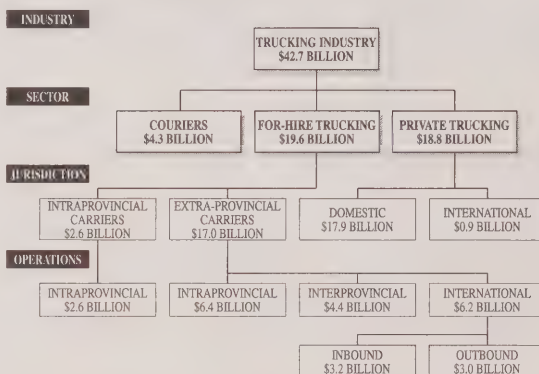 INDUSTRY
TRUCKING INDUSTRY
$42.7 BILLION
SECTOR
COURIERS
$4.3 BILLION
FOR-HIRE TRUCKING
$19.6 BILLION
PRIVATE TRUCKING
$18.8 BILLION
JURISDICTION
INTRAPROVINCIAL
CARRIERS
$2.6 BILLION
EXTRA-PROVINCIAL
CARRIERS
$17.0 BILLION
DOMESTIC
$17.9 BILLION
INTERNATIONAL
$0.9 BILLION
OPERATIONS
INTRAPROVINCIAL
$2.6 BILLION
INTRAPROVINCIAL
$6.4 BILLION
INTERPROVINCIAL
$4.4 BILLION
INTERNATIONAL
$6.2 BILLION
INBOUND
$3.2 BILLION
OUTBOUND
$3.0 BILLION